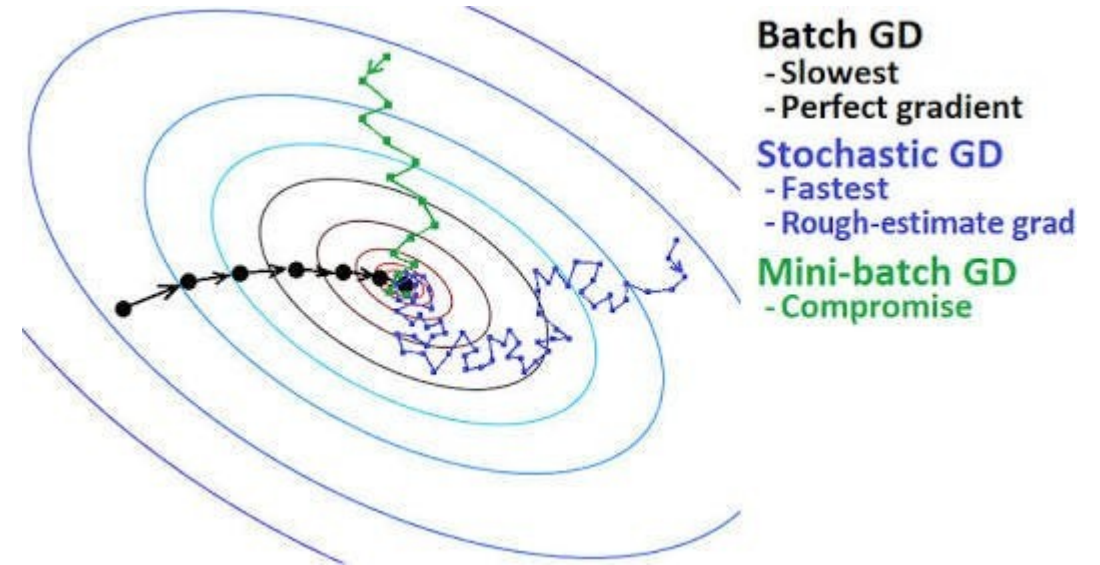 Batch GD
- Slowest
- Perfect gradient
Stochastic GD
- Fastest
- Rough-estimate grad
Mini-batch GD
- Compromise